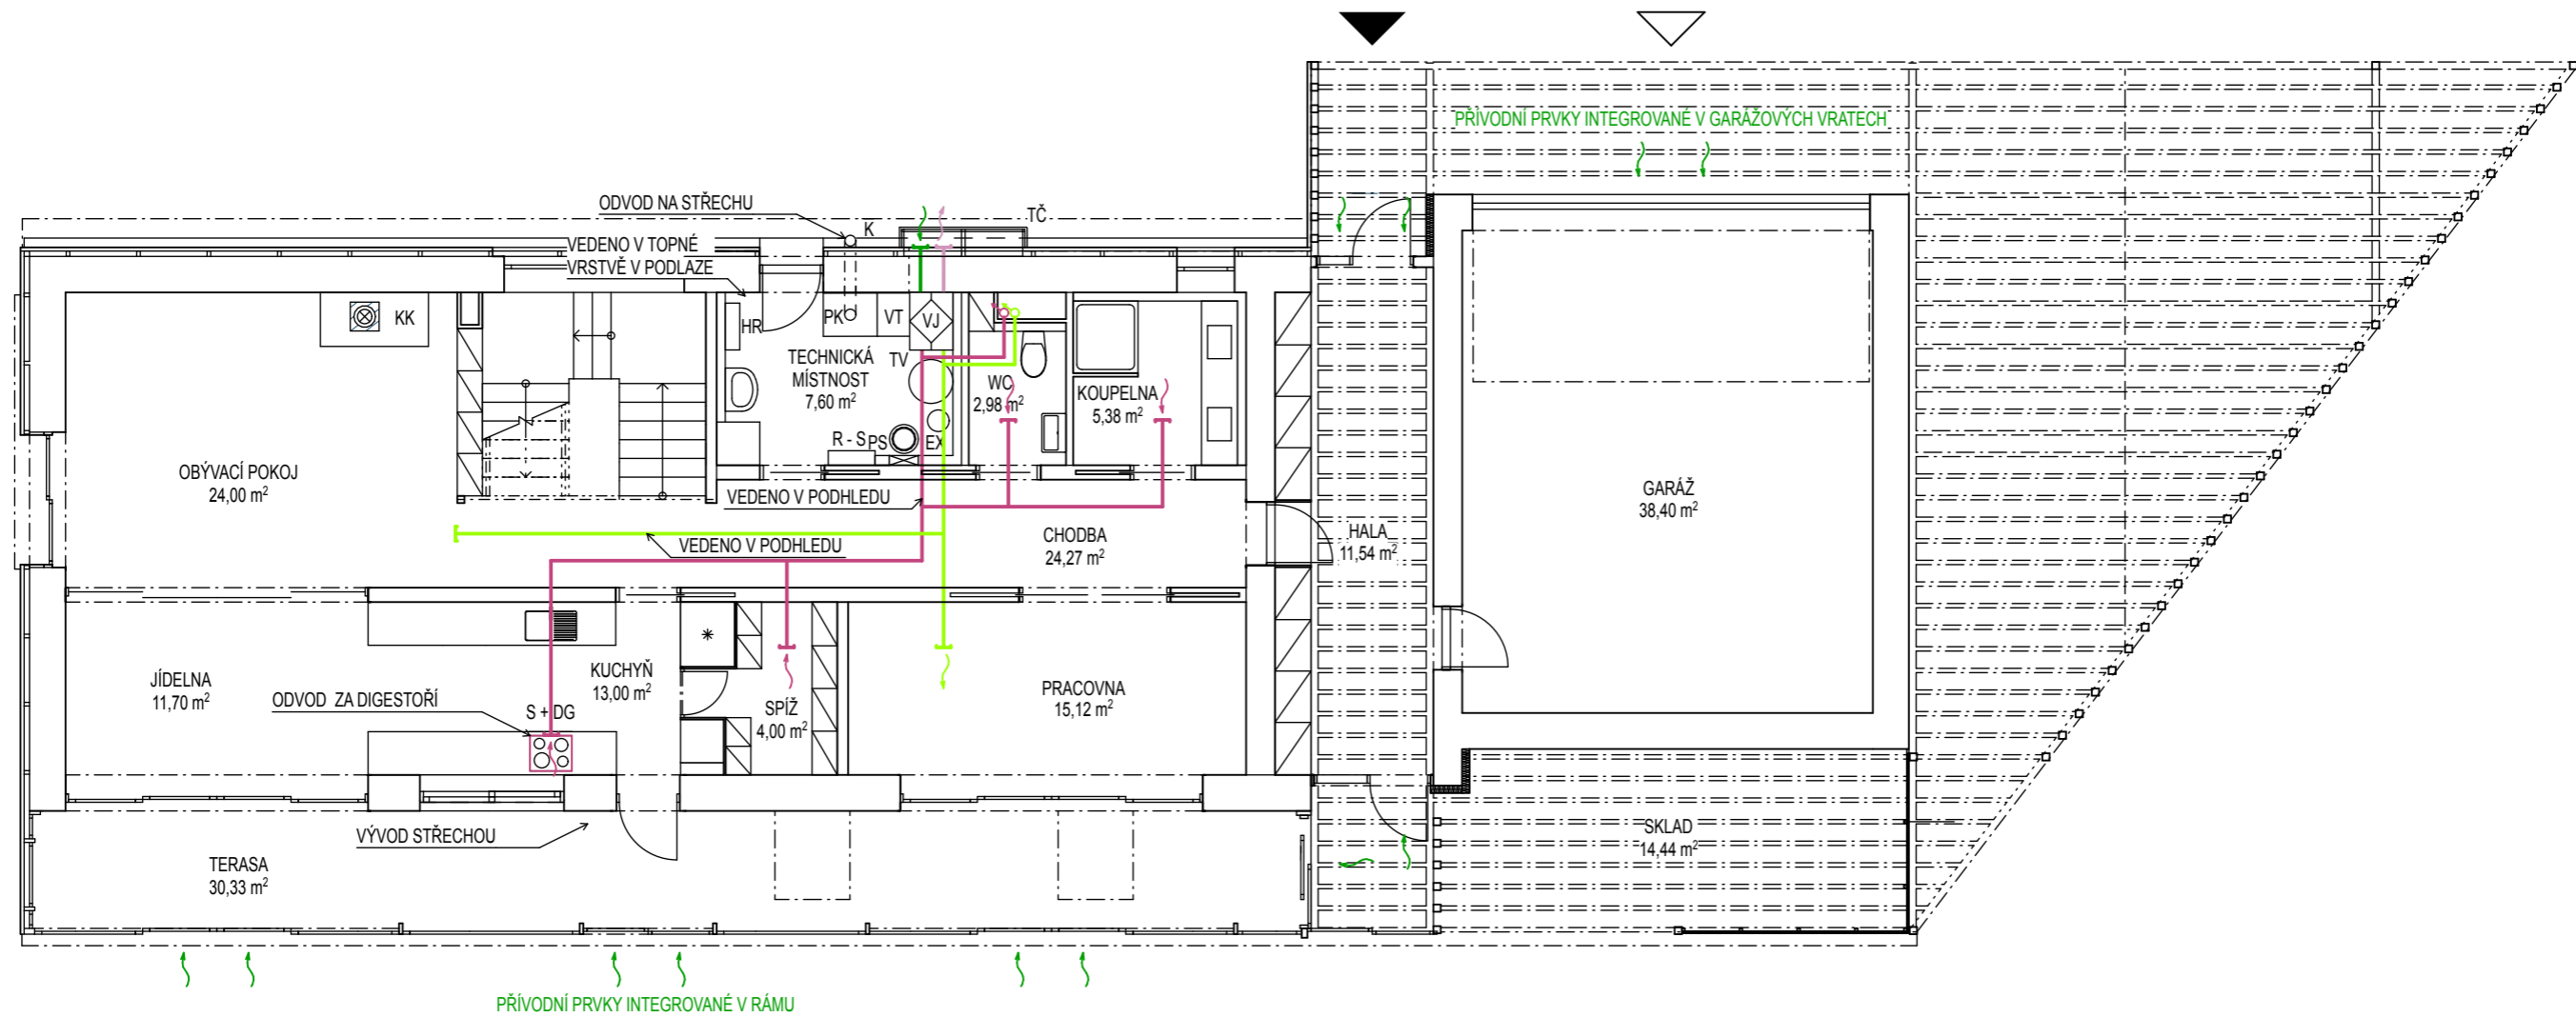 PŘÍVODNÍ PRVKY INTEGROVANÉ V GARÁŽOVÝCH VRATECH
ODVOD NA STŘECHU
TČ
K
VEDENO V TOPNÉ
VRSTVĚ V PODLAZE
KK
HR
PK
VT
VJ
TECHNICKÁ
MÍSTNOST
7,60 m²
TV
WC
2,98 m²
KOUPELNA
5,38 m²
R - S
PS
EX
OBÝVACÍ POKOJ
24,00 m²
VEDENO V PODHLEDU
GARÁŽ
38,40 m²
VEDENO V PODHLEDU
CHODBA
24,27 m²
HALA
11,54 m²
JÍDELNA
11,70 m²
KUCHYŇ
13,00 m²
ODVOD ZA DIGESTOŘÍ
S + DG
SPÍŽ
4,00 m²
PRACOVNA
15,12 m²
VÝVOD STŘECHOU
SKLAD
14,44 m²
TERASA
30,33 m²
PŘÍVODNÍ PRVKY INTEGROVANÉ V RÁMU